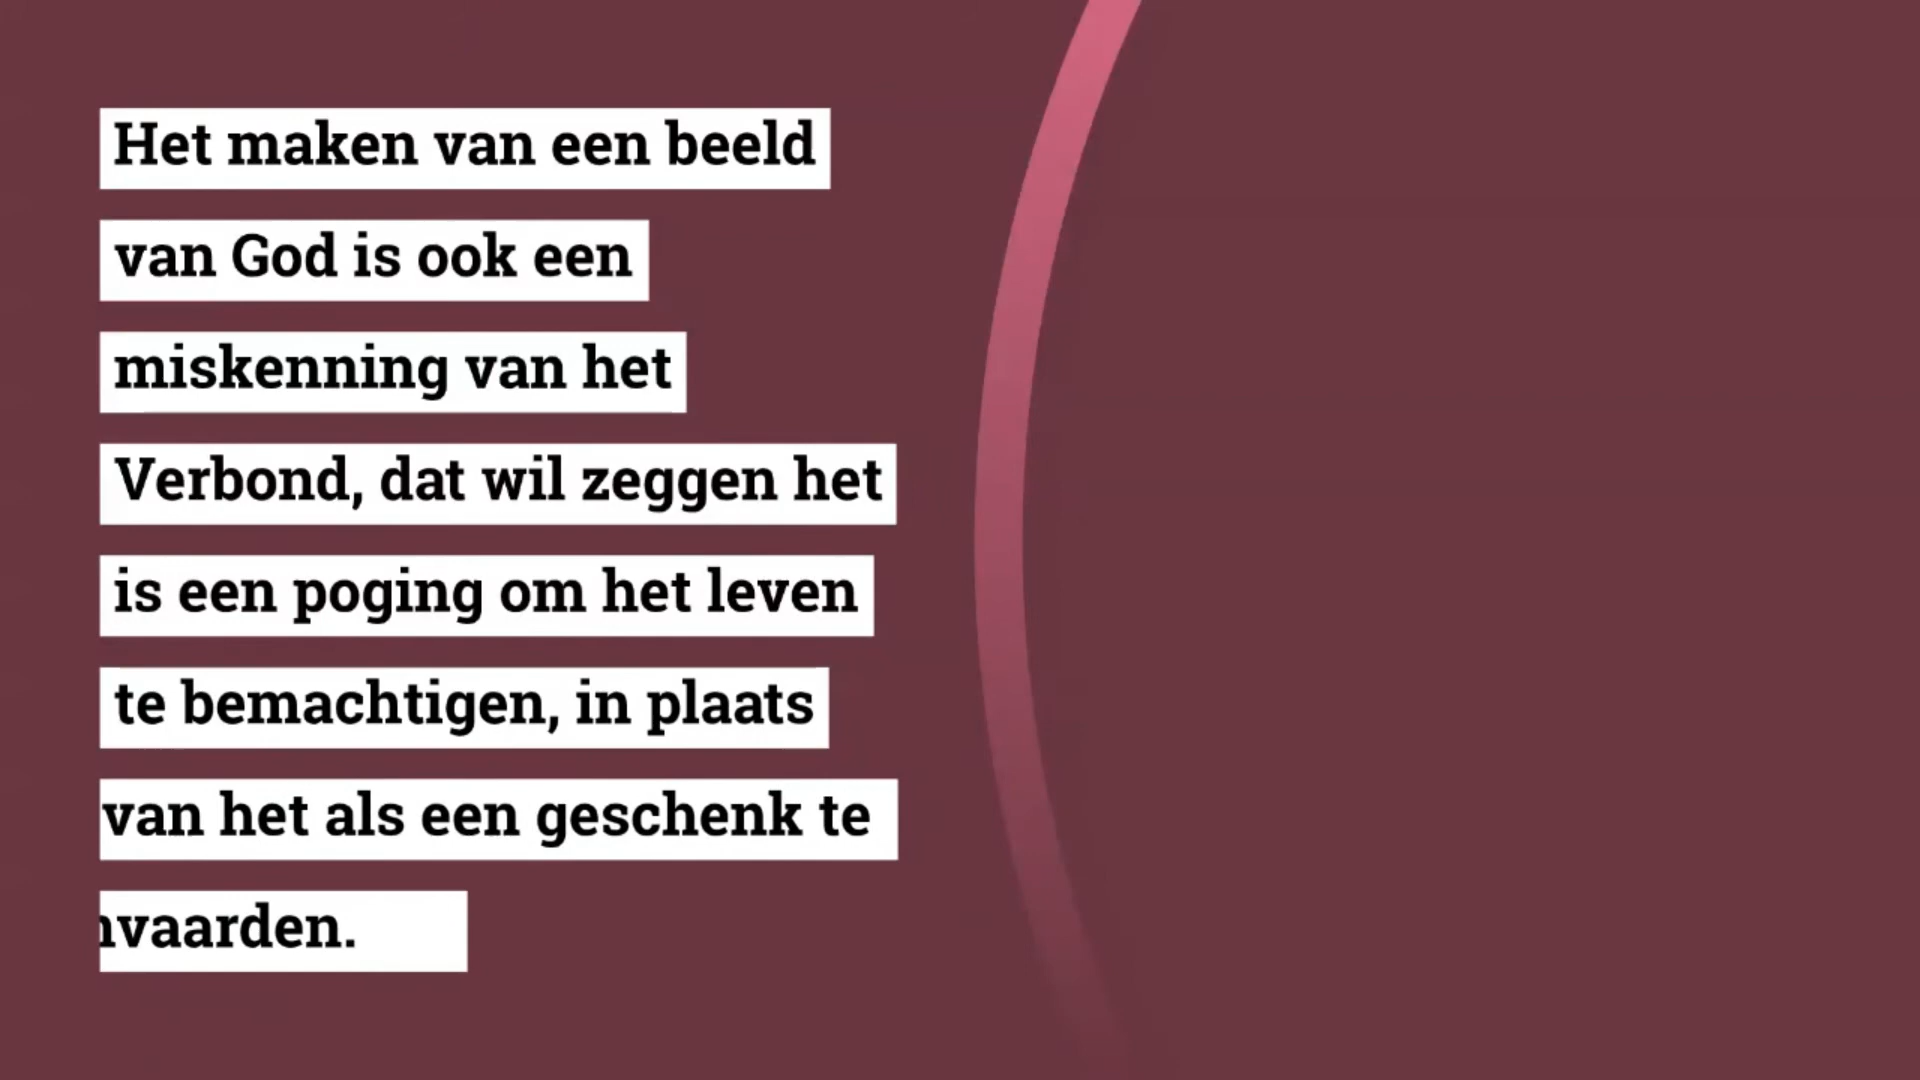 Het maken van een beeld
van God is ook een
miskenning van het
Verbond, dat wil zeggen het
is een poging om het leven
te bemachtigen, in plaats
van het als een geschenk te
nvaarden.